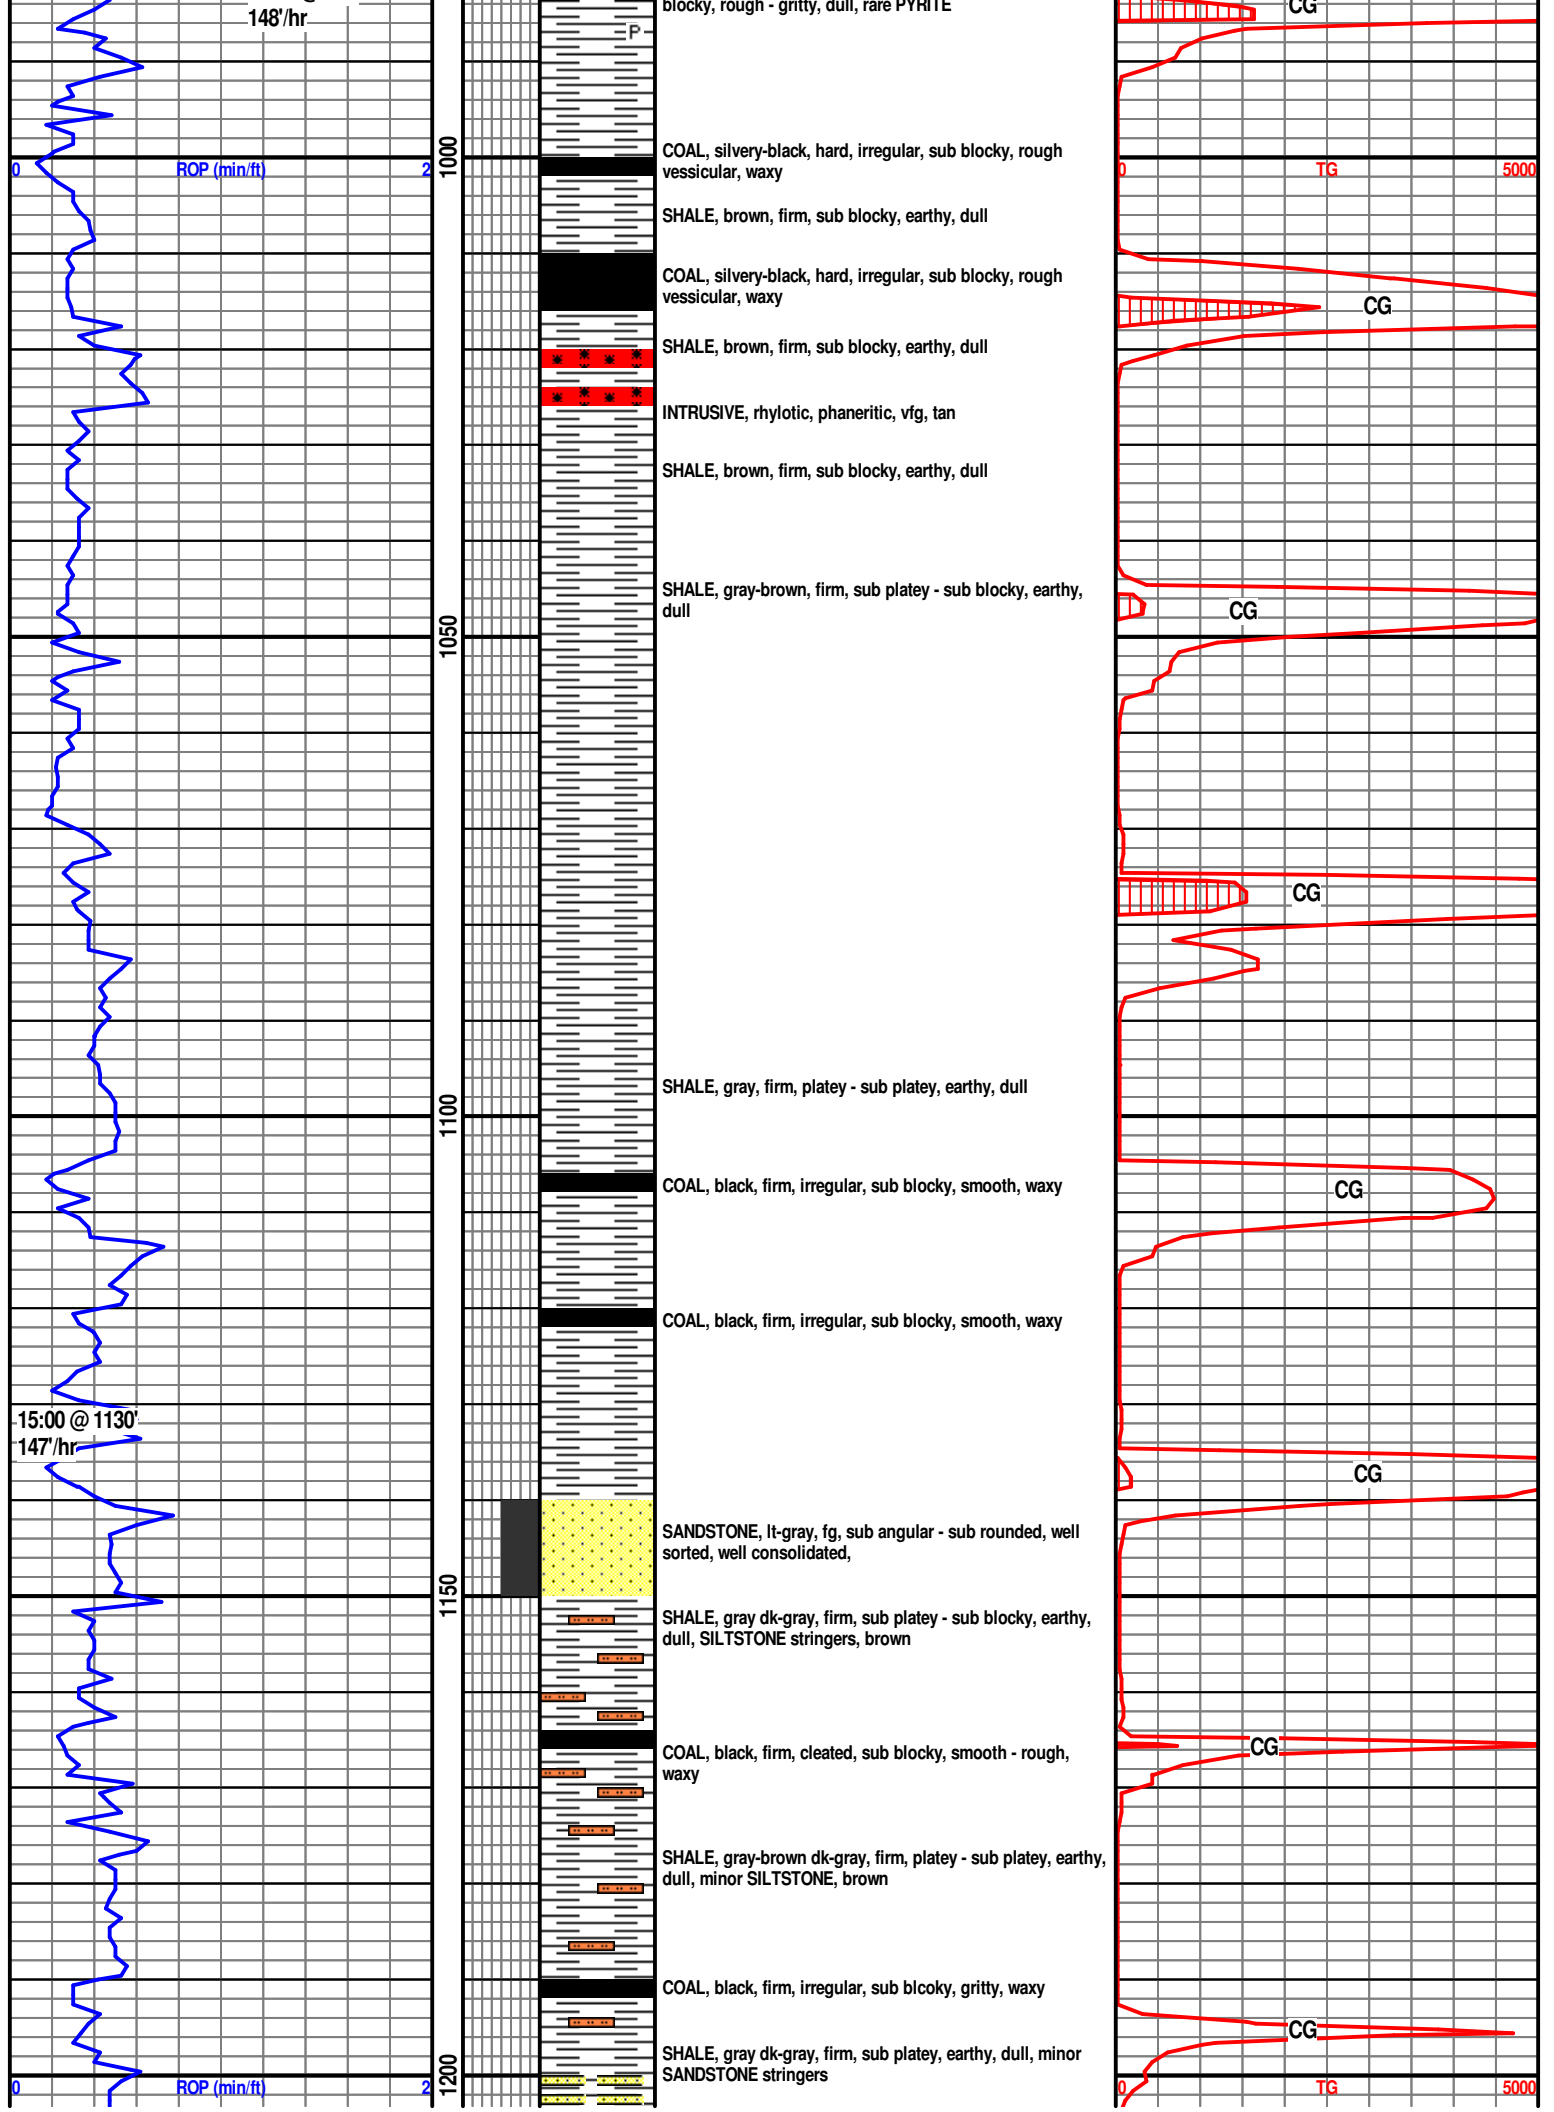 148'/hr
blocky, rough - gritty, dull, rare PYRITE
CG
P
COAL, silvery-black, hard, irregular, sub blocky, rough
vessicular, waxy
0 ROP (min/ft) 2
1000
0 TG 5000
SHALE, brown, firm, sub blocky, earthy, dull
COAL, silvery-black, hard, irregular, sub blocky, rough
vessicular, waxy
CG
SHALE, brown, firm, sub blocky, earthy, dull
INTRUSIVE, rhylotic, phaneritic, vfg, tan
SHALE, brown, firm, sub blocky, earthy, dull
SHALE, gray-brown, firm, sub platey - sub blocky, earthy,
dull
CG
1050
CG
SHALE, gray, firm, platey - sub platey, earthy, dull
1100
COAL, black, firm, irregular, sub blocky, smooth, waxy
CG
COAL, black, firm, irregular, sub blocky, smooth, waxy
15:00 @ 1130'
147'/hr
CG
SANDSTONE, lt-gray, fg, sub angular - sub rounded, well
sorted, well consolidated,
1150
SHALE, gray dk-gray, firm, sub platey - sub blocky, earthy,
dull, SILTSTONE stringers, brown
COAL, black, firm, cleated, sub blocky, smooth - rough,
waxy
CG
SHALE, gray-brown dk-gray, firm, platey - sub platey, earthy,
dull, minor SILTSTONE, brown
COAL, black, firm, irregular, sub blcoky, gritty, waxy
CG
SHALE, gray dk-gray, firm, sub platey, earthy, dull, minor
SANDSTONE stringers
0 ROP (min/ft) 2
1200
0 TG 5000